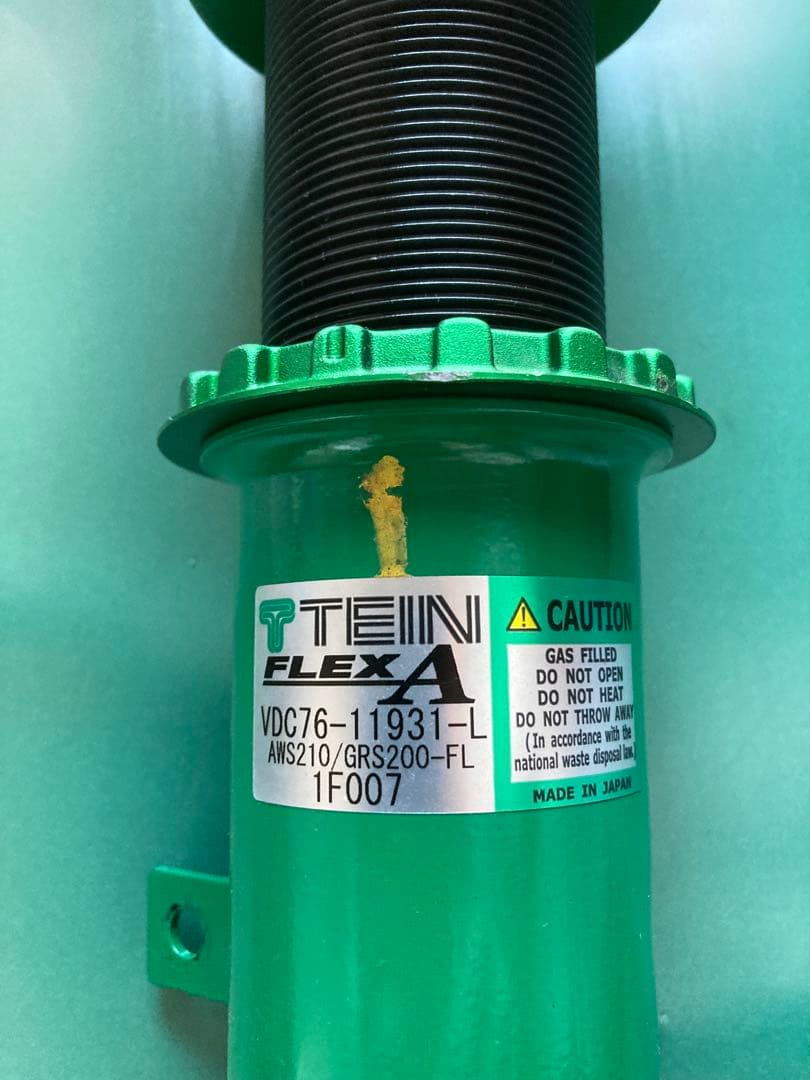 TEIN
FLEX A
VDC76-11931-L
AWS210/GRS200-FL
1F007
CAUTION
GAS FILLED
DO NOT OPEN
DO NOT HEAT
DO NOT THROW AWAY
(In accordance with the
national waste disposal law.)
MADE IN JAPAN